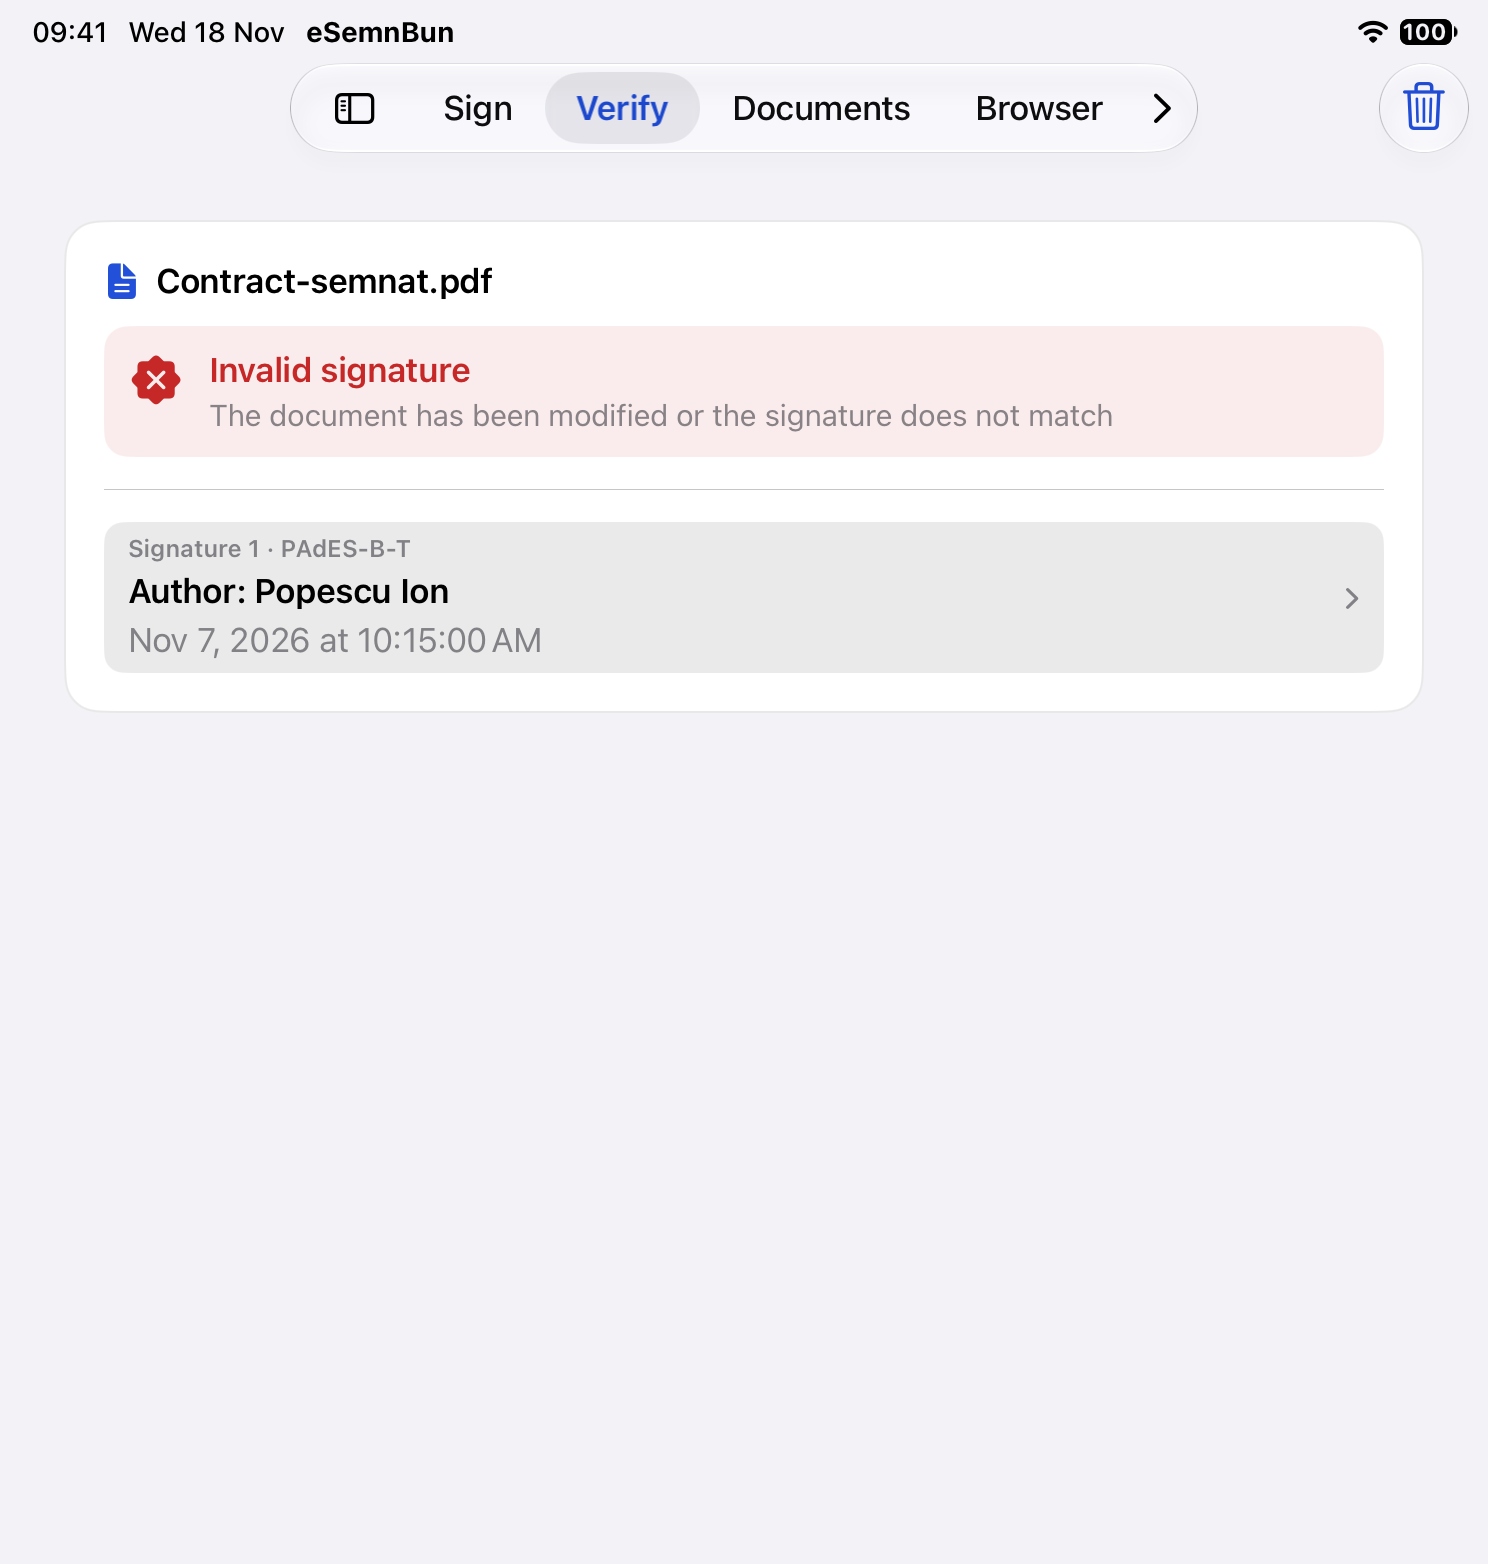 09:41 Wed 18 Nov eSemnBun
100
Sign Verify Documents Browser
Contract-semnat.pdf
Invalid signature
The document has been modified or the signature does not match
Signature 1 · PAdES-B-T
Author: Popescu Ion
Nov 7, 2026 at 10:15:00 AM